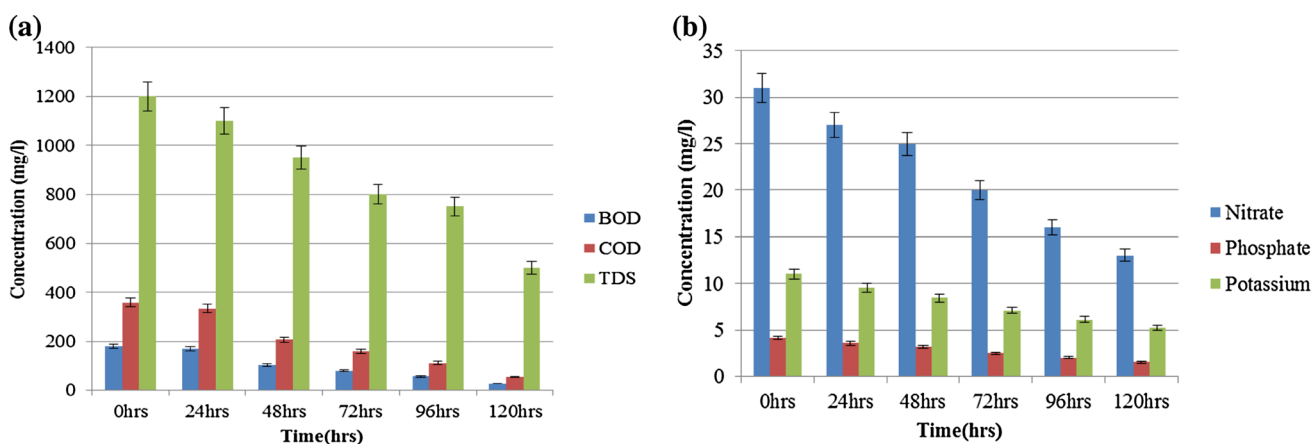 (a)
1400
1200
1000
800
600
400
200
0
Concentration (mg/l)
0hrs 24hrs 48hrs 72hrs 96hrs 120hrs
Time(hrs)
BOD
COD
TDS
(b)
35
30
25
20
15
10
5
0
Concentration (mg/l)
0hrs 24hrs 48hrs 72hrs 96hrs 120hrs
Time(hrs)
Nitrate
Phosphate
Potassium